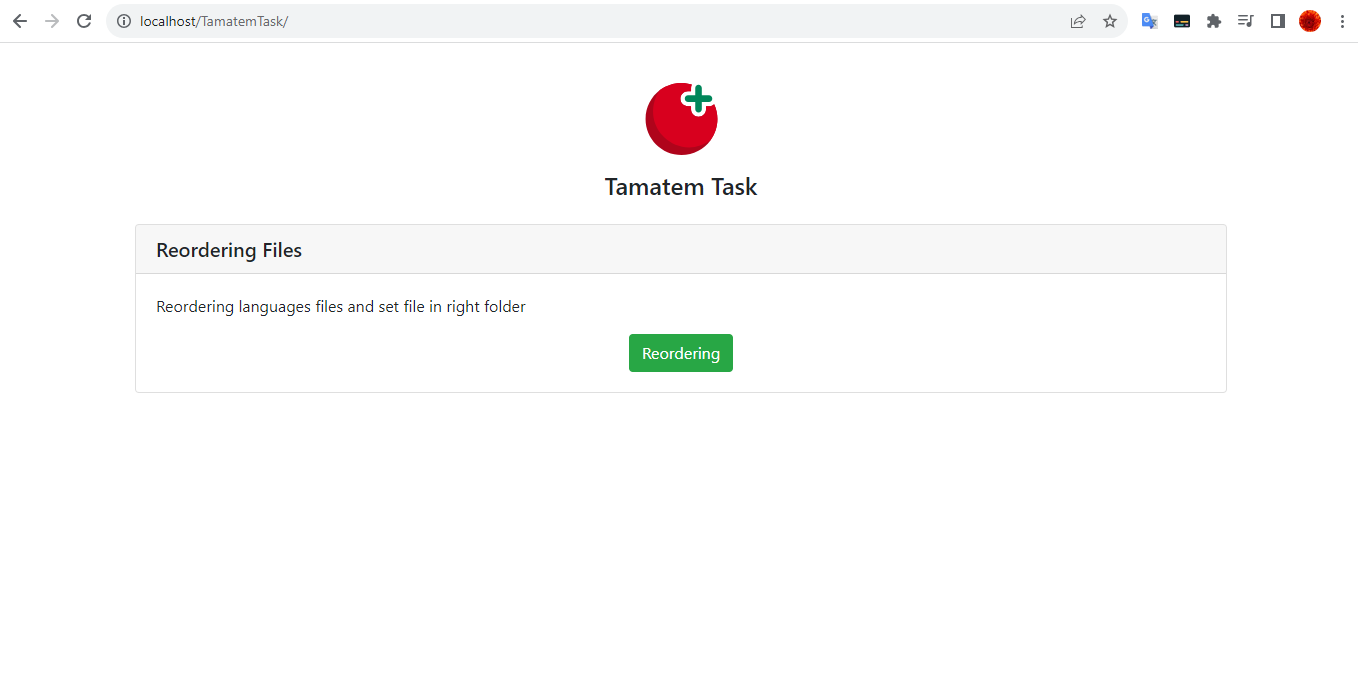 localhost/TamatemTask/
Tamatem Task
Reordering Files
Reordering languages files and set file in right folder
Reordering